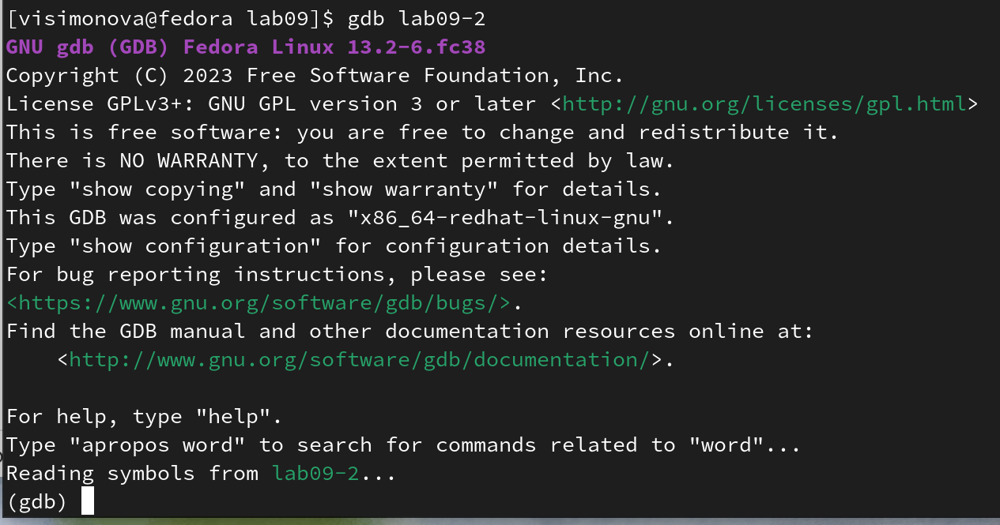 [visimonova@fedora lab09]$ gdb lab09-2
GNU gdb (GDB) Fedora Linux 13.2-6.fc38
Copyright (C) 2023 Free Software Foundation, Inc.
License GPLv3+: GNU GPL version 3 or later <http://gnu.org/licenses/gpl.html>
This is free software: you are free to change and redistribute it.
There is NO WARRANTY, to the extent permitted by law.
Type "show copying" and "show warranty" for details.
This GDB was configured as "x86_64-redhat-linux-gnu".
Type "show configuration" for configuration details.
For bug reporting instructions, please see:
<https://www.gnu.org/software/gdb/bugs/>.
Find the GDB manual and other documentation resources online at:
    <http://www.gnu.org/software/gdb/documentation/>.

For help, type "help".
Type "apropos word" to search for commands related to "word"...
Reading symbols from lab09-2...
(gdb)